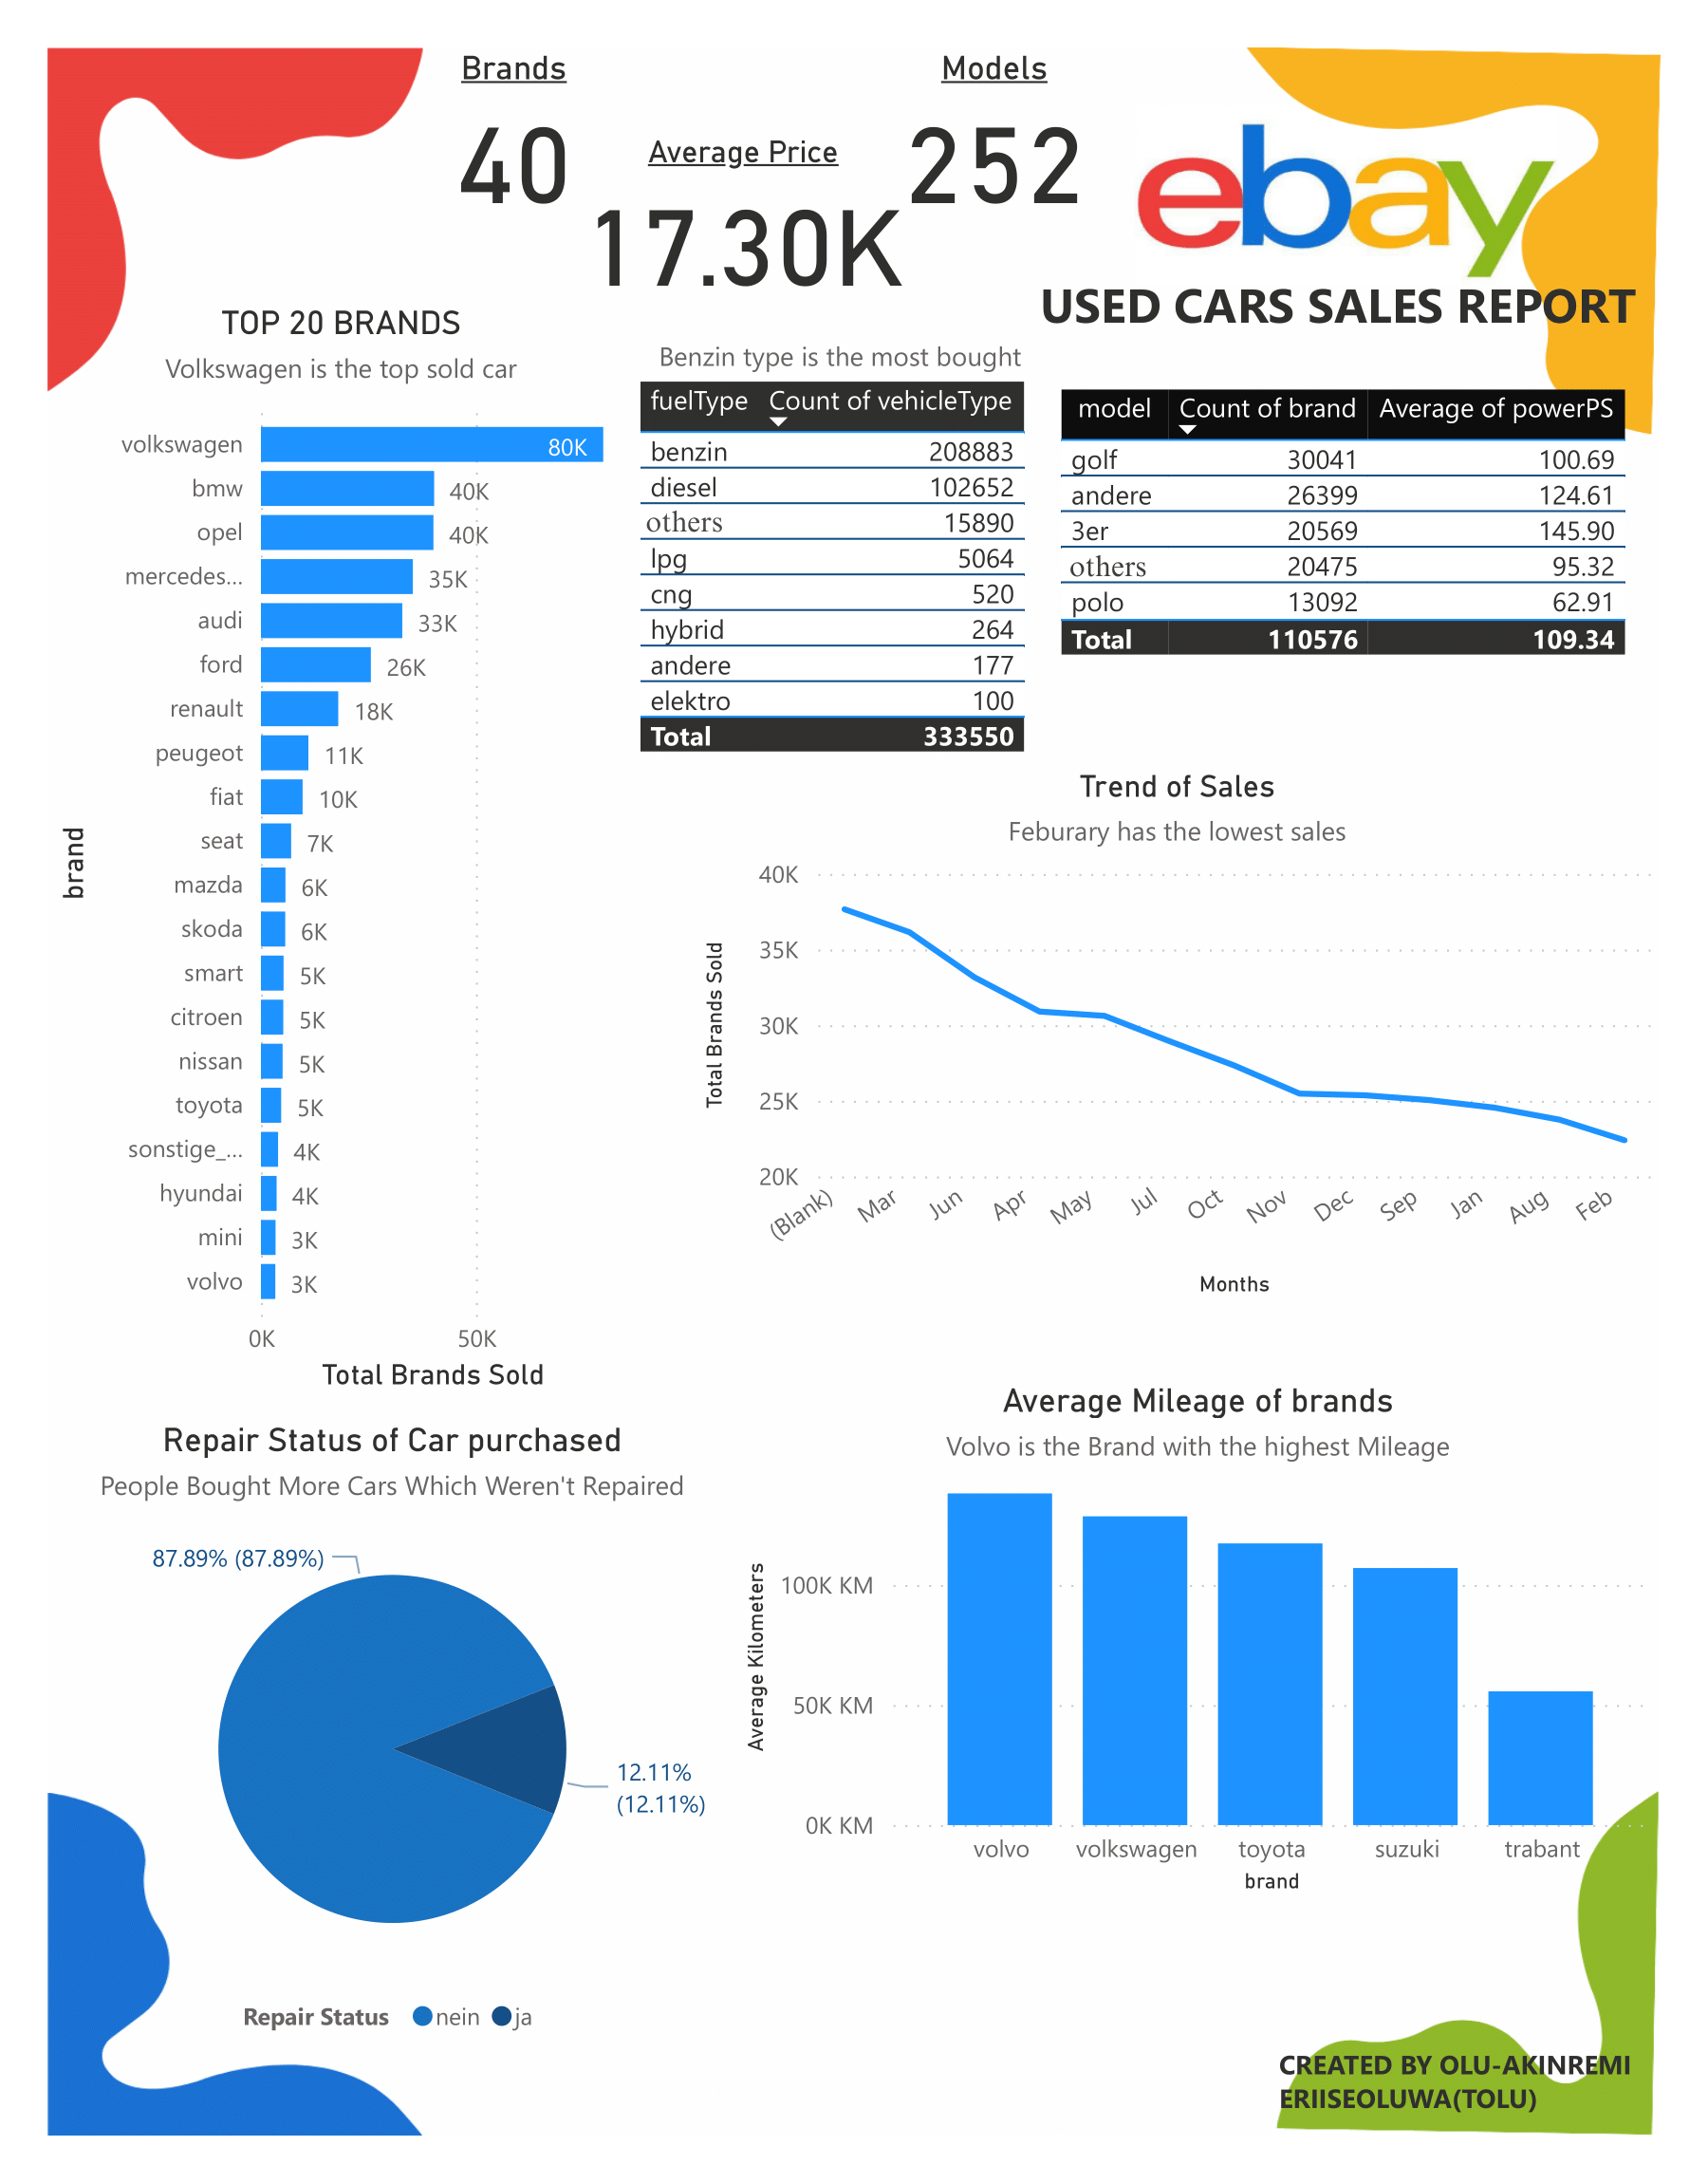 Brands
40
Average Price
17.30K
Models
252
ebay
USED CARS SALES REPORT
TOP 20 BRANDS
Volkswagen is the top sold car
brand
volkswagen 80K
bmw 40K
opel 40K
mercedes... 35K
audi 33K
ford 26K
renault 18K
peugeot 11K
fiat 10K
seat 7K
mazda 6K
skoda 6K
smart 5K
citroen 5K
nissan 5K
toyota 5K
sonstige_... 4K
hyundai 4K
mini 3K
volvo 3K
0K 50K
Total Brands Sold
Benzin type is the most bought
fuelType Count of vehicleType
benzin 208883
diesel 102652
others 15890
lpg 5064
cng 520
hybrid 264
andere 177
elektro 100
Total 333550
model Count of brand Average of powerPS
golf 30041 100.69
andere 26399 124.61
3er 20569 145.90
others 20475 95.32
polo 13092 62.91
Total 110576 109.34
Trend of Sales
Feburary has the lowest sales
Total Brands Sold
40K
35K
30K
25K
20K
(Blank) Mar Jun Apr May Jul Oct Nov Dec Sep Jan Aug Feb
Months
Repair Status of Car purchased
People Bought More Cars Which Weren't Repaired
87.89% (87.89%)
12.11%
(12.11%)
Repair Status nein ja
Average Mileage of brands
Volvo is the Brand with the highest Mileage
Average Kilometers
100K KM
50K KM
0K KM
volvo volkswagen toyota suzuki trabant
brand
CREATED BY OLU-AKINREMI
ERIISEOLUWA(TOLU)